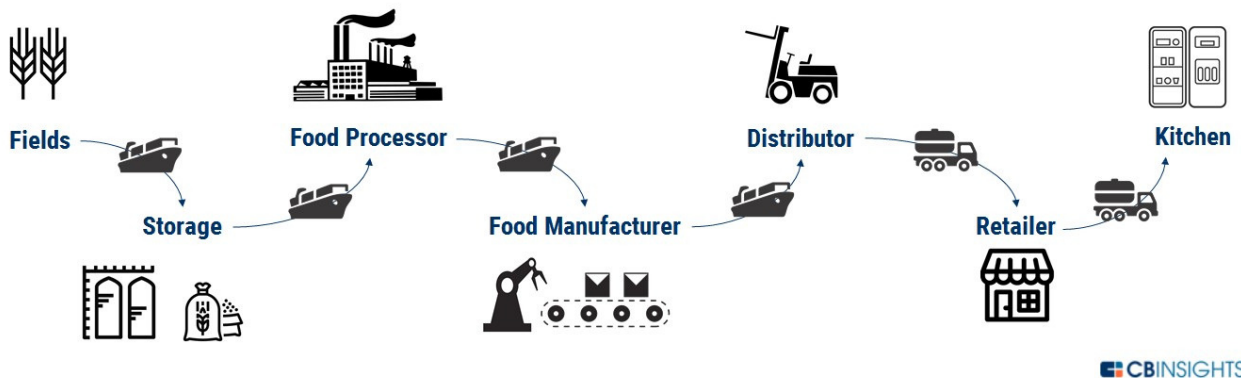 Fields
Food Processor
Distributor
Kitchen
Storage
Food Manufacturer
Retailer
CBINSIGHTS